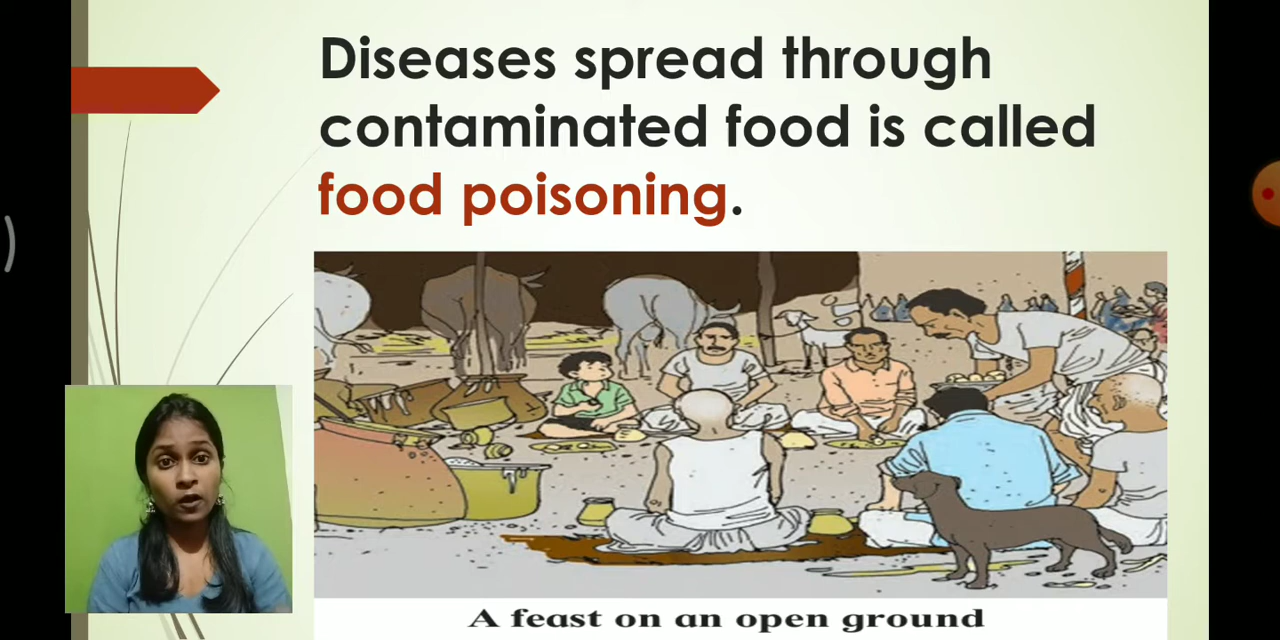 Diseases spread through
contaminated food is called
food poisoning.
A feast on an open ground